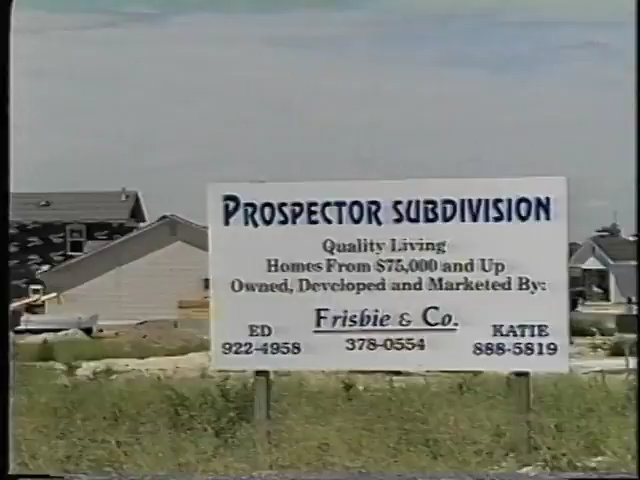 PROSPECTOR SUBDIVISION
Quality Living
Homes From $75,000 and Up
Owned, Developed and Marketed By:
Frisbie & Co.
ED 378-0554 KATIE
922-4958 888-5819